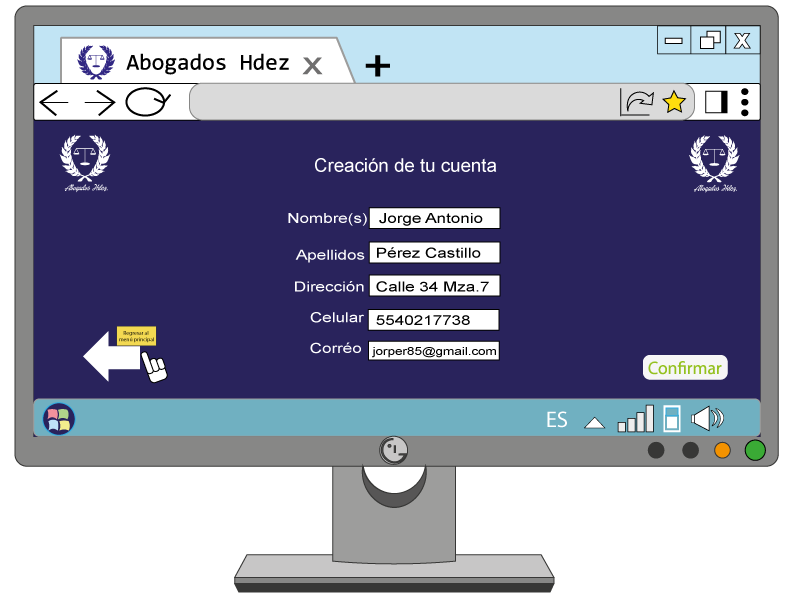 Abogados Hdez X
X
Abogados Hdez.
Abogados Hdez.
Creación de tu cuenta
Nombre(s) Jorge Antonio
Apellidos Pérez Castillo
Dirección Calle 34 Mza.7
Celular 5540217738
Corréo jorper85@gmail.com
Regresar al
menú principal
Confirmar
ES